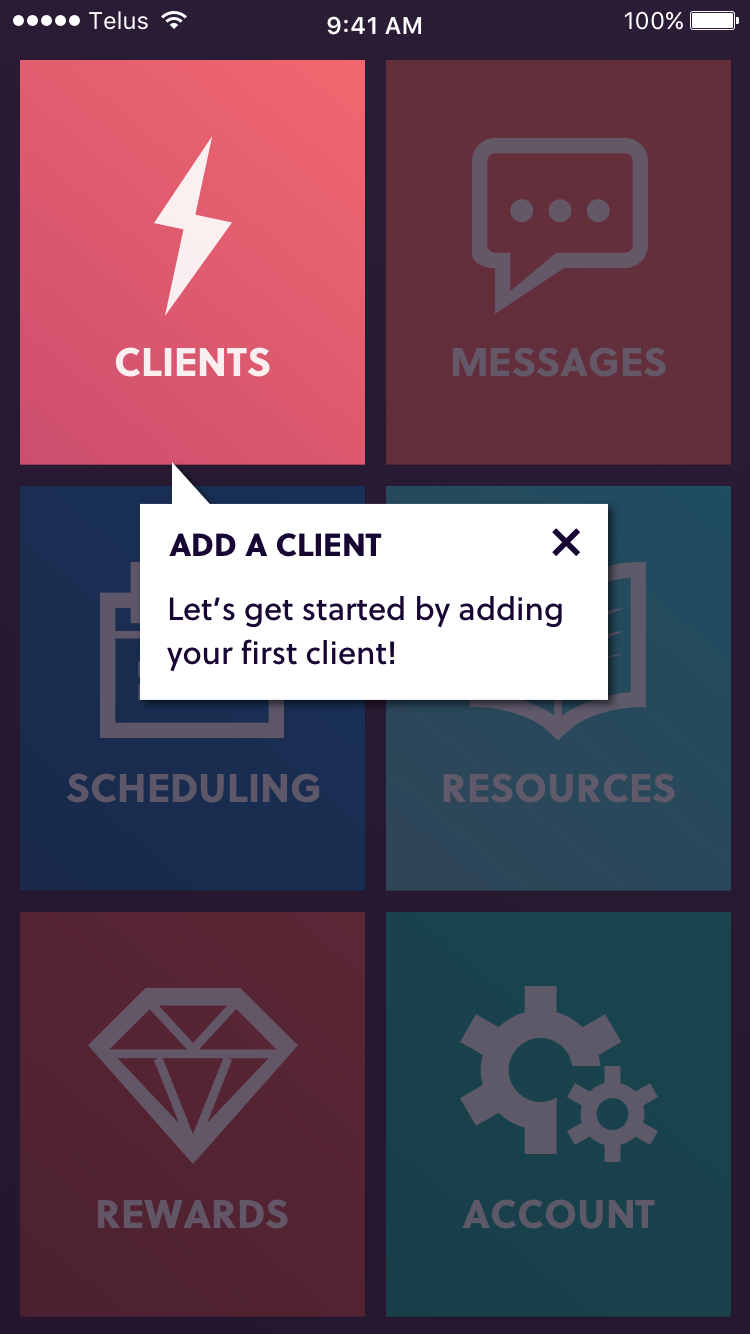 Telus 9:41 AM 100%
CLIENTS MESSAGES
ADD A CLIENT
Let's get started by adding
your first client!
SCHEDULING RESOURCES
REWARDS ACCOUNT